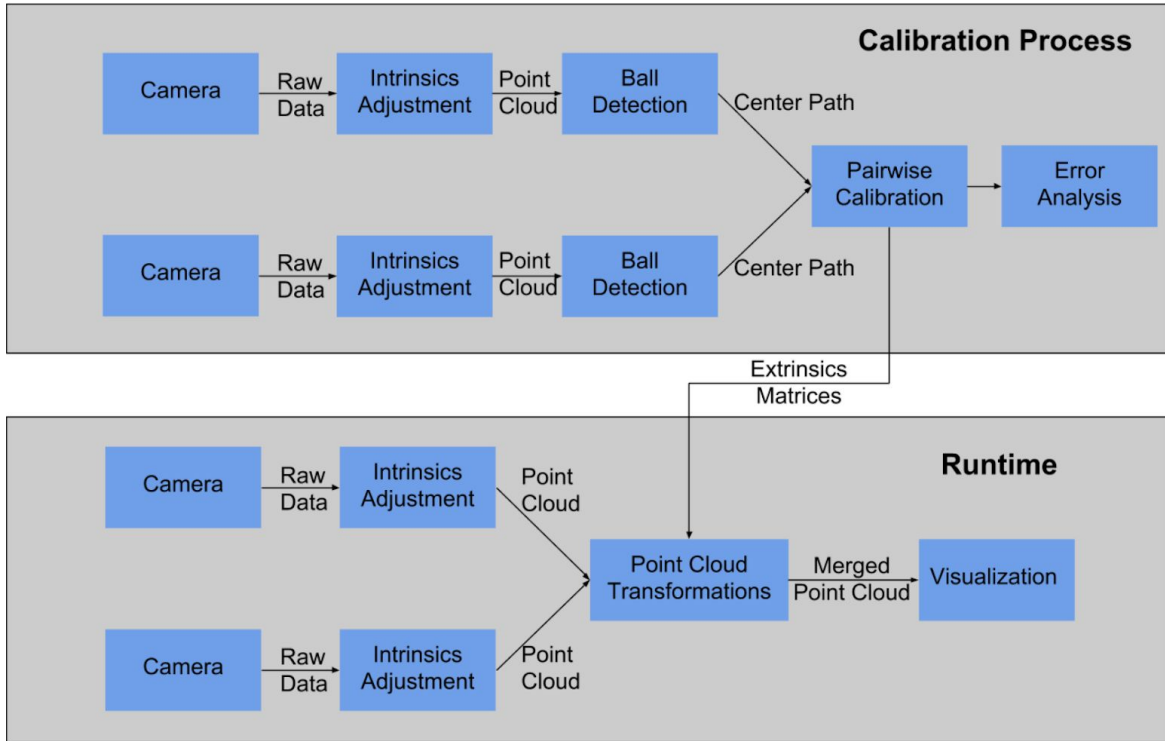 Calibration Process
Camera
Raw
Data
Intrinsics
Adjustment
Point
Cloud
Ball
Detection
Center Path
Pairwise
Calibration
Error
Analysis
Camera
Raw
Data
Intrinsics
Adjustment
Point
Cloud
Ball
Detection
Center Path
Extrinsics
Matrices
Runtime
Camera
Raw
Data
Intrinsics
Adjustment
Point
Cloud
Point Cloud
Transformations
Merged
Point Cloud
Visualization
Camera
Raw
Data
Intrinsics
Adjustment
Point
Cloud